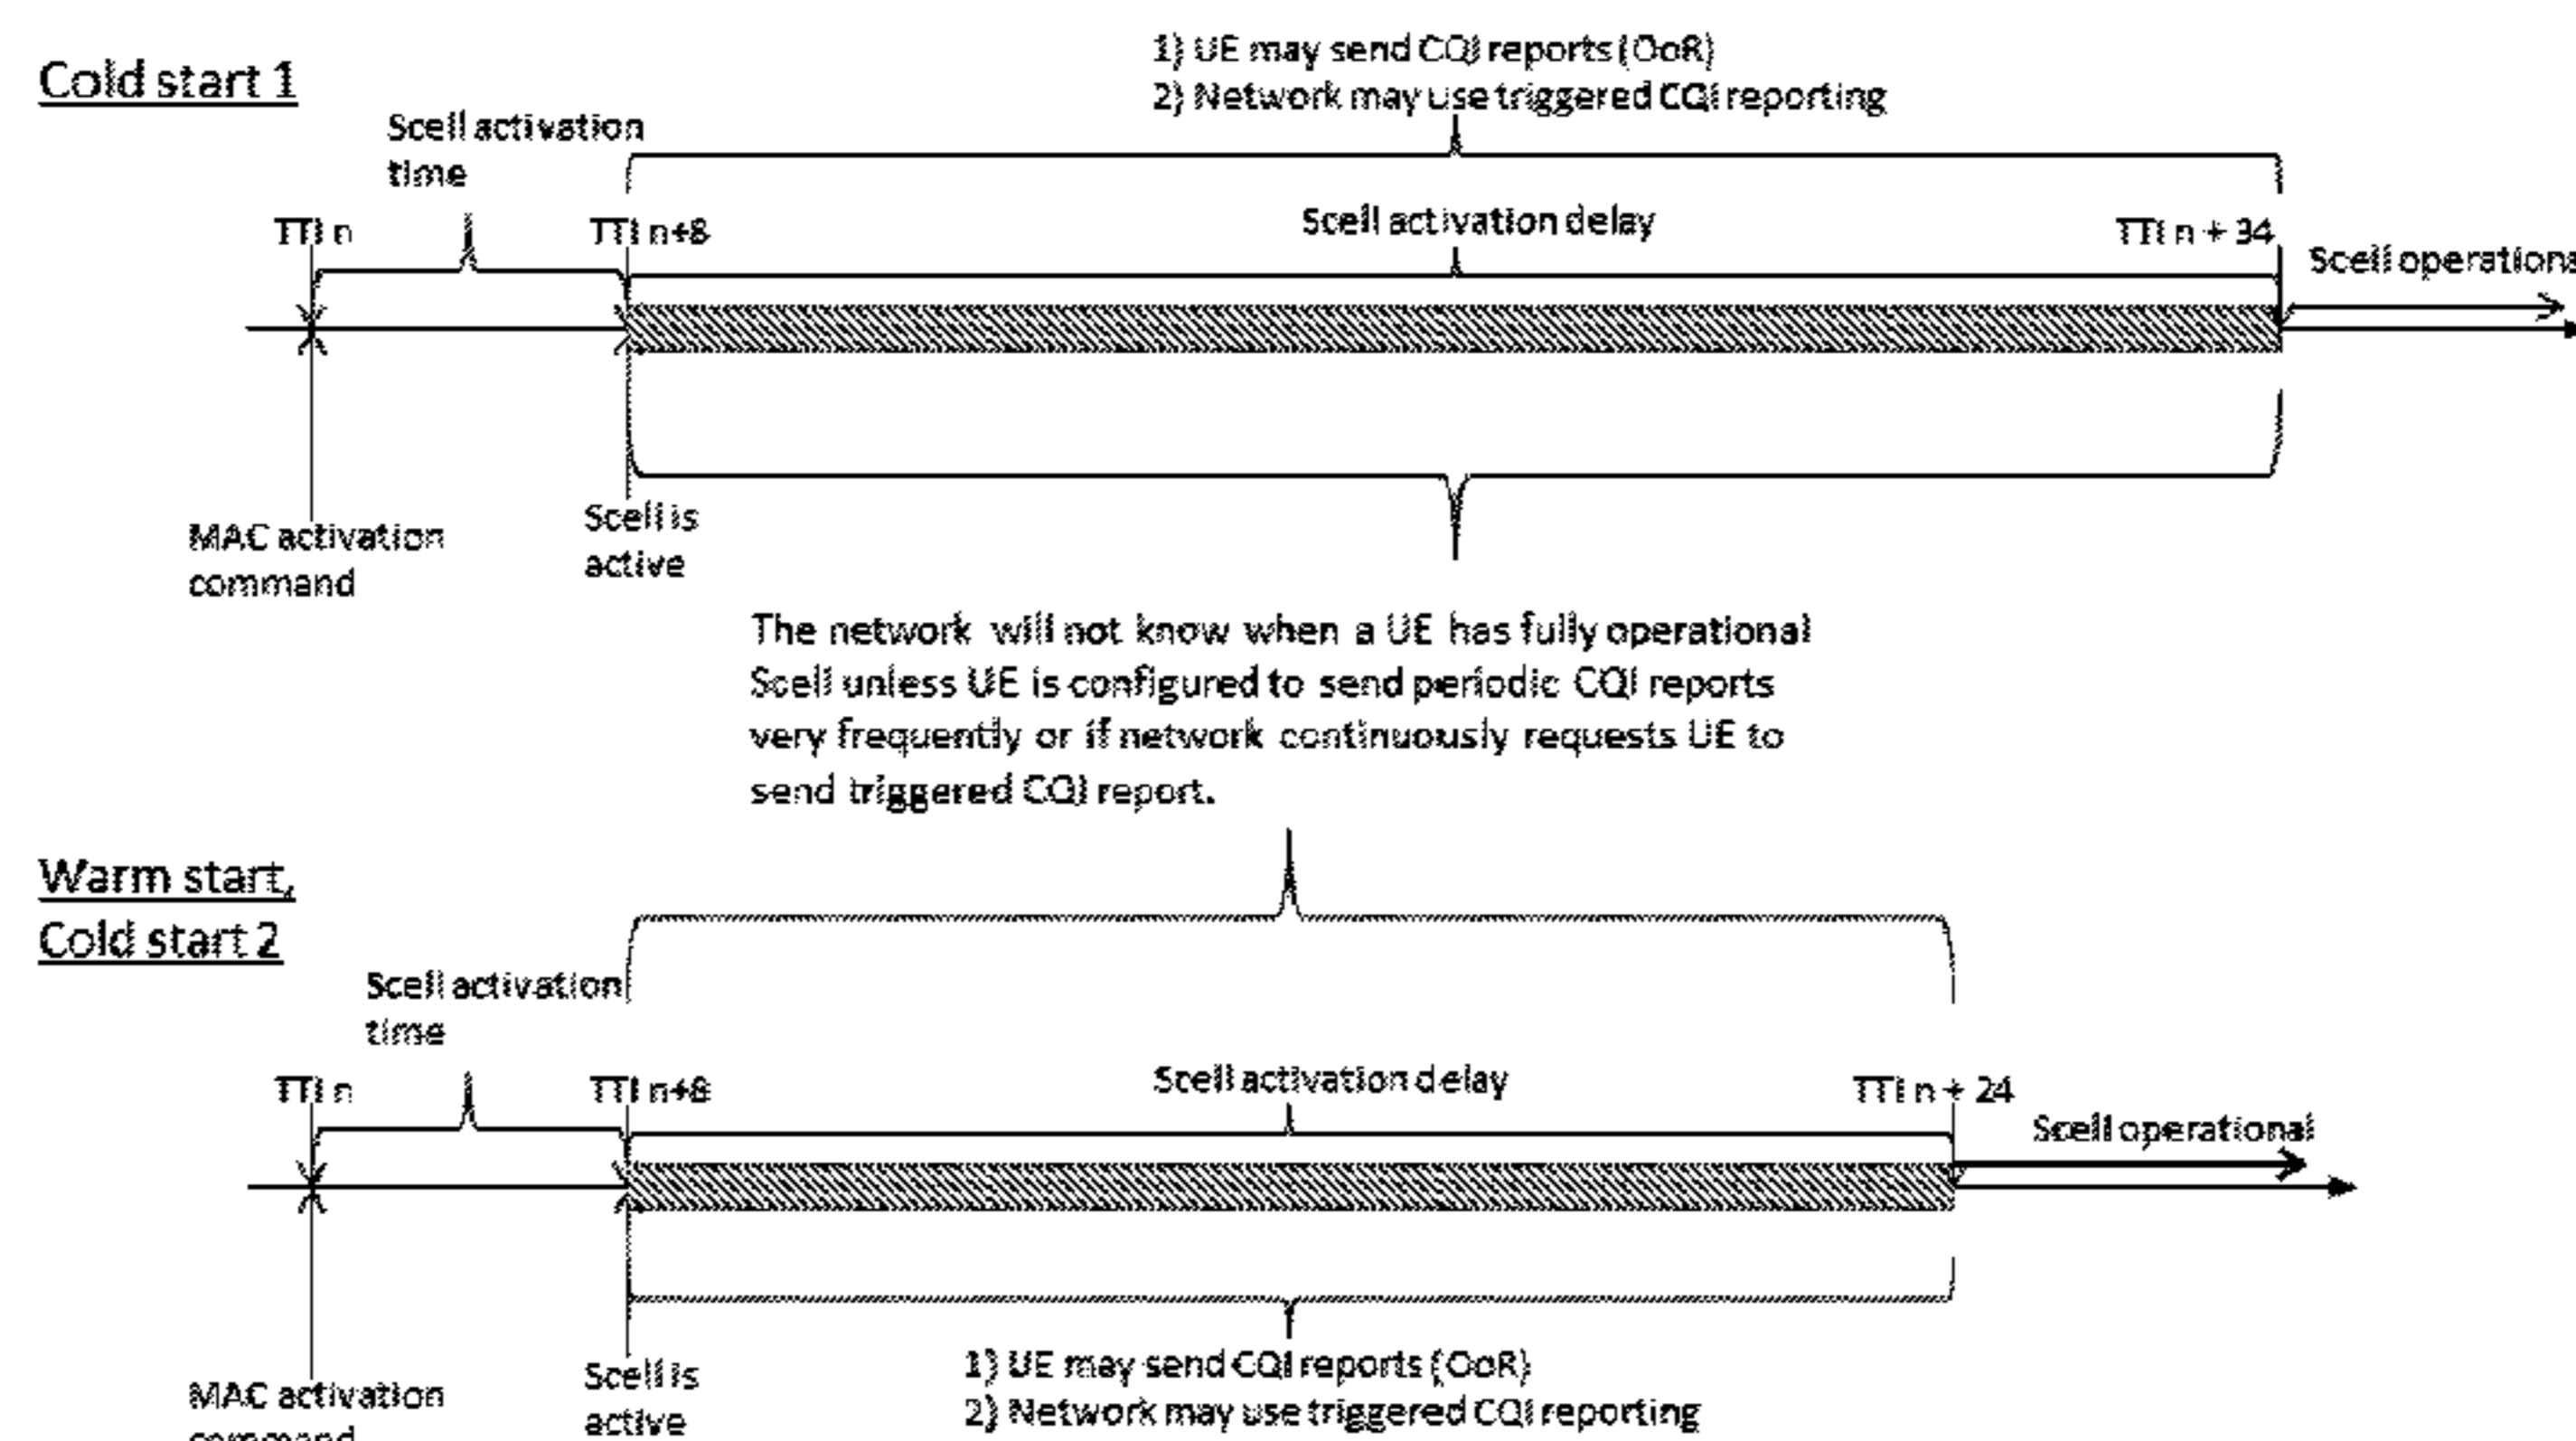 Cold start 1
1) UE may send CQI reports (OoR)
2) Network may use triggered CQI reporting
Scell activation
time
TTI n
TTI n+8
Scell activation delay
TTI n + 34
Scell operationa
MAC activation
command
Scell is
active
The network will not know when a UE has fully operational
Scell unless UE is configured to send periodic CQI reports
very frequently or if network continuously requests UE to
send triggered CQI report.
Warm start,
Cold start 2
Scell activation
time
TTI n
TTI n+8
Scell activation delay
TTI n + 24
Scell operational
MAC activation
command
Scell is
active
1) UE may send CQI reports (OoR)
2) Network may use triggered CQI reporting